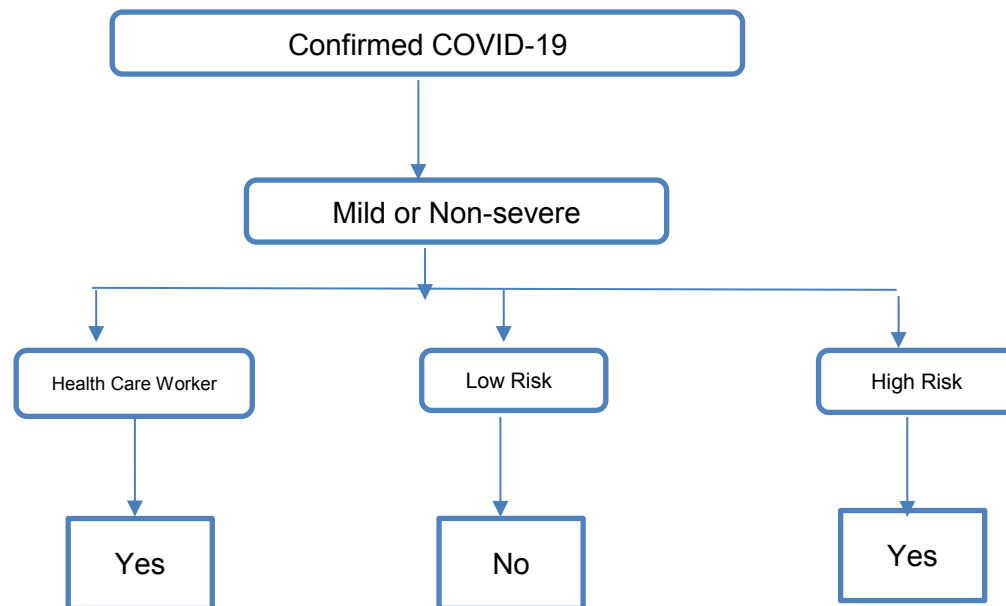 Confirmed COVID-19
Mild or Non-severe
Health Care Worker
Low Risk
High Risk
Yes
No
Yes